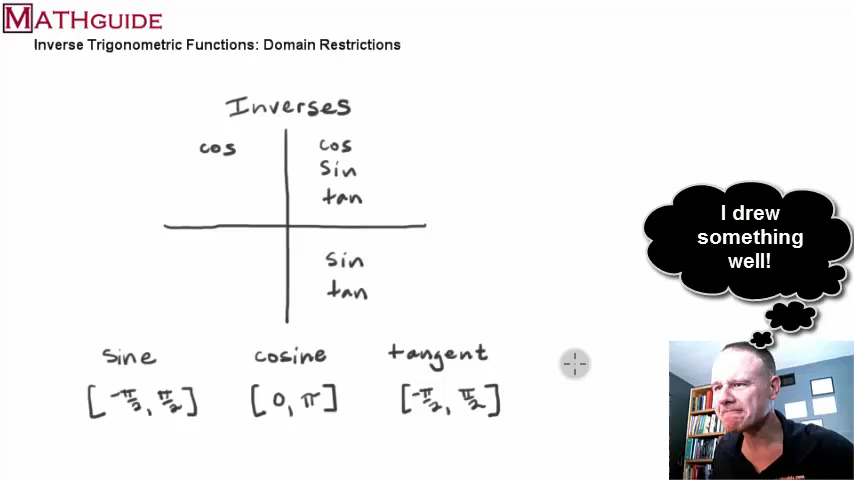 MATHGUIDE
Inverse Trigonometric Functions: Domain Restrictions
Inverses
cos
cos
sin
tan
sin
tan
I drew
something
well!
sine cosine tangent
[-π/2, π/2] [0, π] [-π/2, π/2]